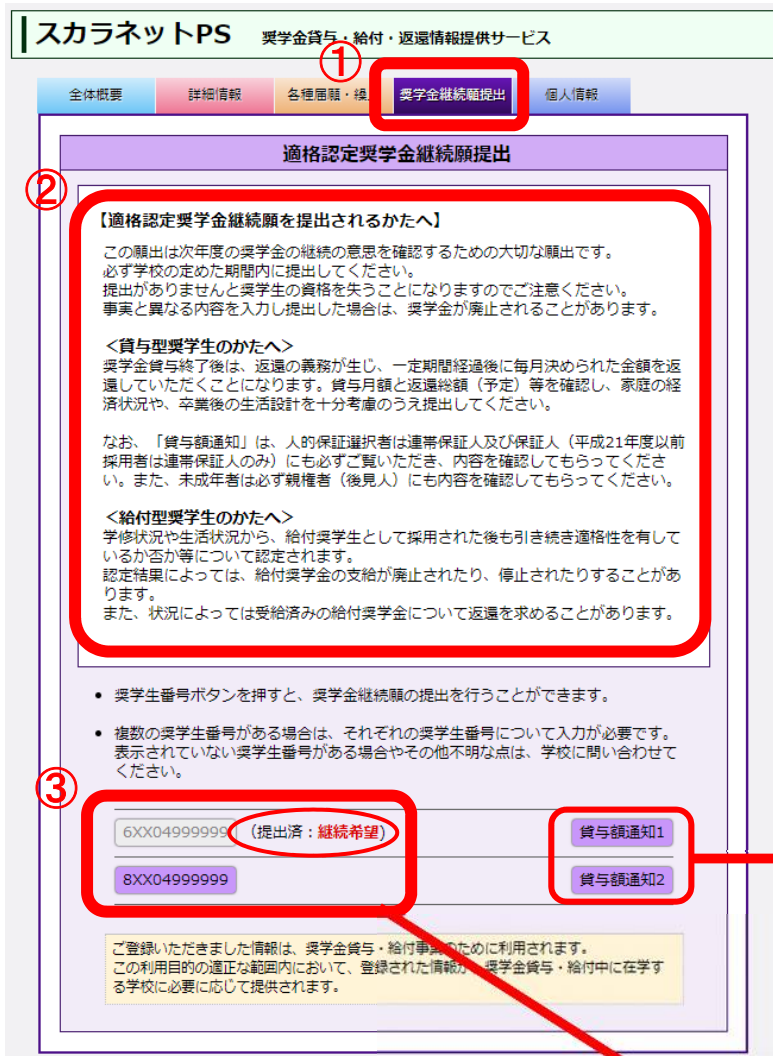 スカラネットPS 奨学金貸与・給付・返還情報提供サービス
①
全体概要 詳細情報 各種届願・繰 奨学金継続願提出 個人情報
適格認定奨学金継続願提出
②
【適格認定奨学金継続願を提出されるかたへ】
この願出は次年度の奨学金の継続の意思を確認するための大切な願出です。
必ず学校の定めた期間内に提出してください。
提出がありませんと奨学生の資格を失うことになりますのでご注意ください。
事実と異なる内容を入力し提出した場合は、奨学金が廃止されることがあります。
＜貸与型奨学生のかたへ＞
奨学金貸与終了後は、返還の義務が生じ、一定期間経過後に毎月決められた金額を返
還していただくことになります。貸与月額と返還総額（予定）等を確認し、家庭の経
済状況や、卒業後の生活設計を十分考慮のうえ提出してください。
なお、「貸与額通知」は、人的保証選択者は連帯保証人及び保証人（平成21年度以前
採用者は連帯保証人のみ）にも必ずご覧いただき、内容を確認してもらってくださ
い。また、未成年者は必ず親権者（後見人）にも内容を確認してもらってください。
＜給付型奨学生のかたへ＞
学修状況や生活状況から、給付奨学生として採用された後も引き続き適格性を有して
いるか否か等について認定されます。
認定結果によっては、給付奨学金の支給が廃止されたり、停止されたりすることがあ
ります。
また、状況によっては受給済みの給付奨学金について返還を求めることがあります。
• 奨学生番号ボタンを押すと、奨学金継続願の提出を行うことができます。
• 複数の奨学生番号がある場合は、それぞれの奨学生番号について入力が必要です。
表示されていない奨学生番号がある場合やその他不明な点は、学校に問い合わせて
ください。
③
6XX04999999 （提出済：継続希望） 貸与額通知1
8XX04999999 貸与額通知2
ご登録いただきました情報は、奨学金貸与・給付事業のために利用されます。
この利用目的の適正な範囲内において、登録された情報が、奨学金貸与・給付中に在学す
る学校に必要に応じて提供されます。